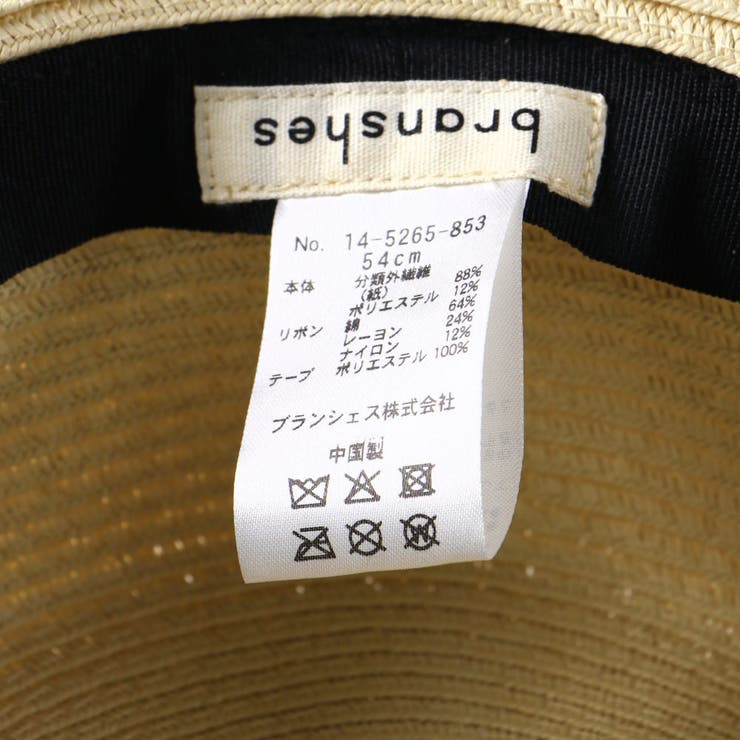 branshes
No. 14-5265-853
54cm
本体 分類外繊維 88%
(紙)
ポリエステル 12%
リボン 綿 64%
レーヨン 24%
ナイロン 12%
テープ ポリエステル 100%
ブランシェス株式会社
中国製